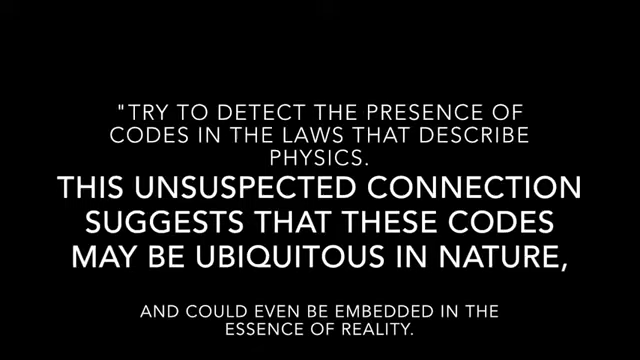 "TRY TO DETECT THE PRESENCE OF
CODES IN THE LAWS THAT DESCRIBE
PHYSICS.
THIS UNSUSPECTED CONNECTION
SUGGESTS THAT THESE CODES
MAY BE UBIQUITOUS IN NATURE,
AND COULD EVEN BE EMBEDDED IN THE
ESSENCE OF REALITY.